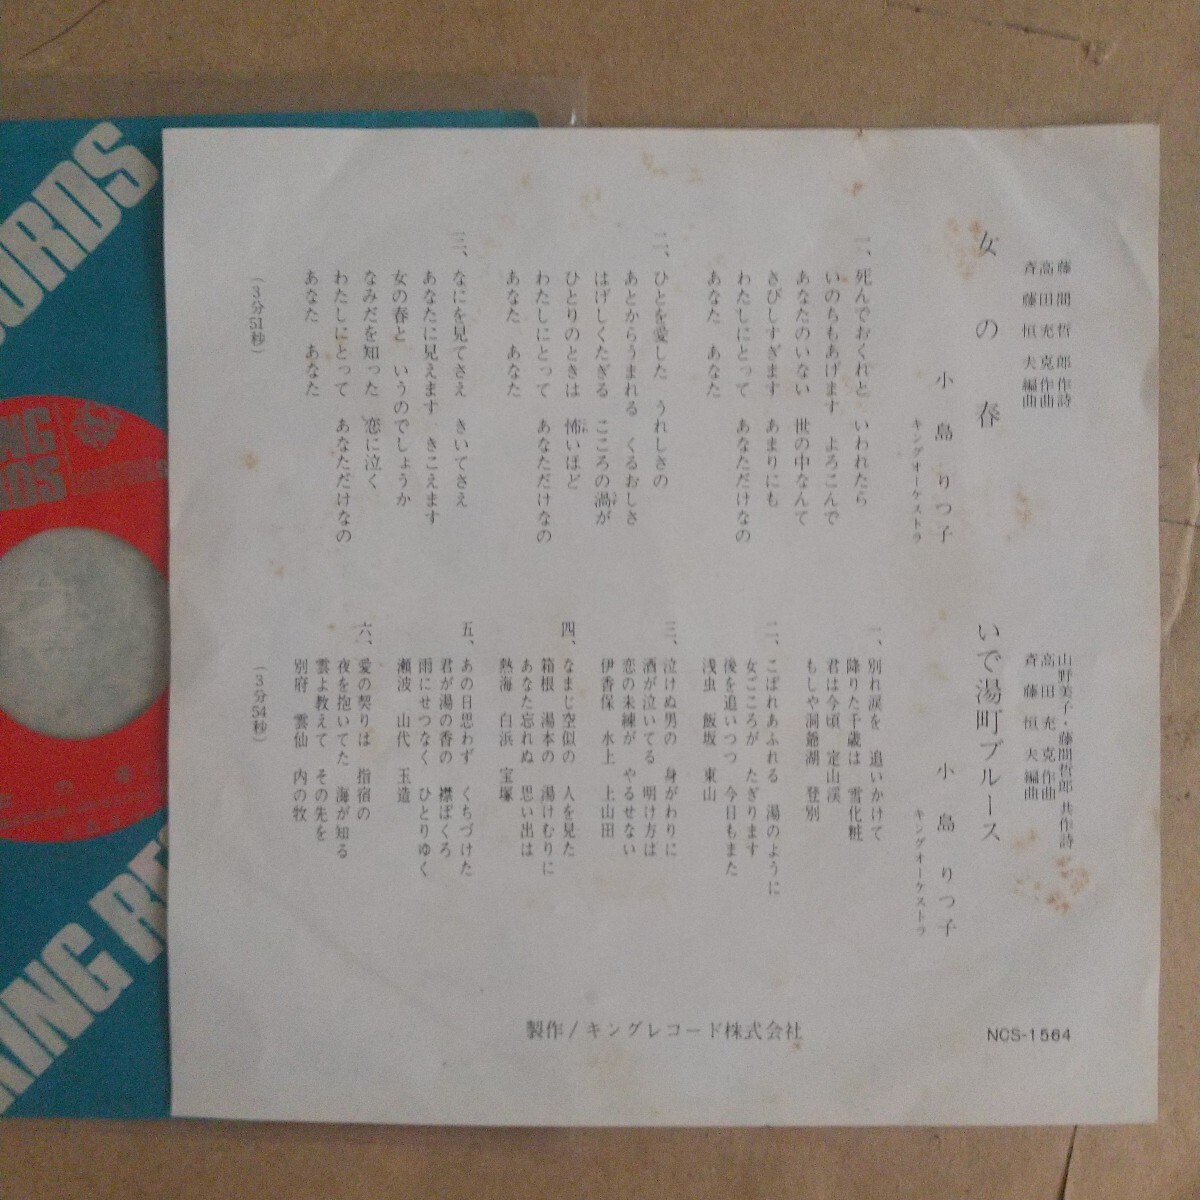 女の春
藤間哲郎 作詩
高田充克 作曲
斉藤恒夫 編曲
小島りつ子
キングオーケストラ
一、死んでおくれと いわれたら
いのちもあげます よろこんで
あなたのいない 世の中なんて
さびしすぎます あまりにも
わたしにとって あなただけなの
あなた あなた
二、ひとを愛した うれしさの
あとからうまれる くるおしさ
はげしくたぎる こころの渦が
ひとりのときは 怖いほど
わたしにとって あなただけなの
あなた あなた
三、なにを見てさえ きいてさえ
あなたに見えます きこえます
女の春と いうのでしょうか
なみだを知った 恋に泣く
わたしにとって あなただけなの
あなた あなた
(3分51秒)
いで湯町ブルース
山野美子・藤間哲郎 共作詩
高田充克 作曲
斉藤恒夫 編曲
小島りつ子
キングオーケストラ
一、別れ涙を 追いかけて
降りた千歳は 雪化粧
君は今頃 定山渓
もしや洞爺湖 登別
二、こぼれあふれる 湯のように
女ごころが たぎります
後を追いつつ 今日もまた
浅虫 飯坂 東山
三、泣けぬ男の 身がわりに
酒が泣いてる 明け方は
恋の未練が やるせない
伊香保 水上 上山田
四、なまじ空似の 人を見た
箱根 湯本の 湯けむりに
あなた忘れぬ 思い出は
熱海 白浜 宝塚
五、あの日思わず くちづけた
君が湯の香の 襟ぼくろ
雨にせつなく ひとりゆく
瀬波 山代 玉造
六、愛の契りは 指宿の
夜を抱いてた 海が知る
雲よ教えて その先を
別府 雲仙 内の牧
(3分54秒)
製作/キングレコード株式会社
NCS-1564